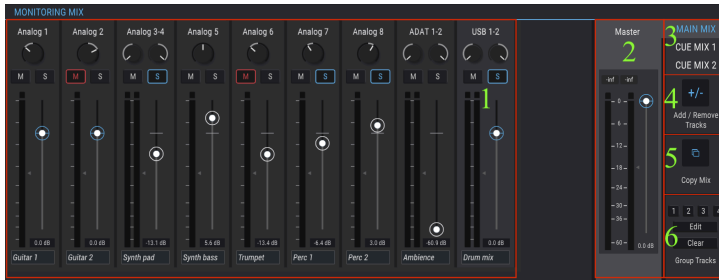 MONITORING MIX
Analog 1 Analog 2 Analog 3-4 Analog 5 Analog 6 Analog 7 Analog 8 ADAT 1-2 USB 1-2 Master 3 MAIN MIX
2 CUE MIX 1
CUE MIX 2
M S M S M S M S M S M S M S M S M S -inf -inf
1 4 +/-
0
Add / Remove
Tracks
6
12
5
18
Copy Mix
24
30 1 2 3 4
36 6 Edit
60
0.0 dB 0.0 dB -13.1 dB 5.6 dB -13.4 dB -6.4 dB 3.0 dB -60.9 dB 0.0 dB 0.0 dB Clear
Guitar 1 Guitar 2 Synth pad Synth bass Trumpet Perc 1 Perc 2 Ambience Drum mix Group Tracks